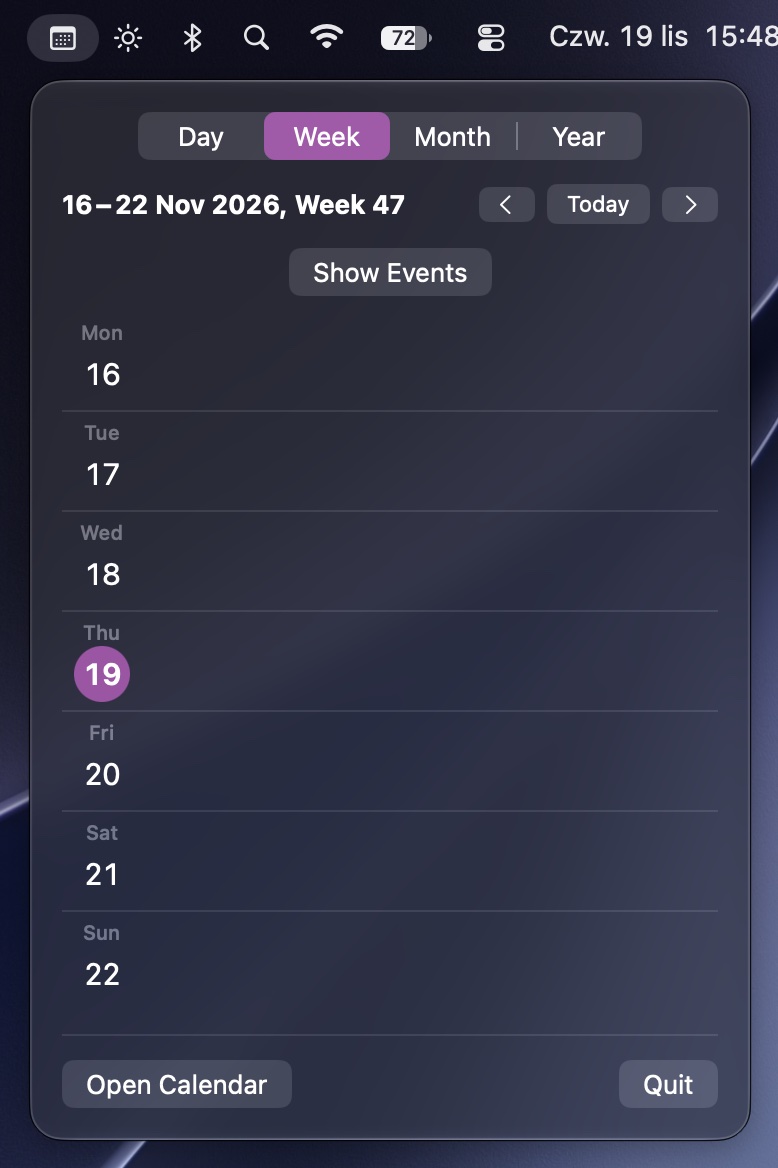 72 Czw. 19 lis 15:48
Day Week Month Year
16–22 Nov 2026, Week 47 Today
Show Events
Mon
16
Tue
17
Wed
18
Thu
19
Fri
20
Sat
21
Sun
22
Open Calendar Quit